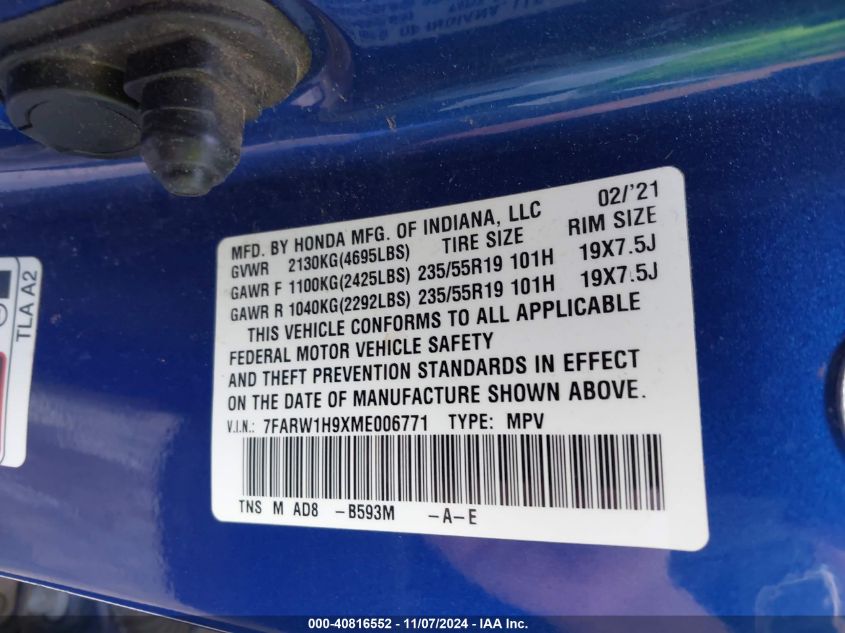 MFD. BY HONDA MFG. OF INDIANA, LLC 02/'21
GVWR 2130KG(4695LBS) TIRE SIZE RIM SIZE
GAWR F 1100KG(2425LBS) 235/55R19 101H 19X7.5J
GAWR R 1040KG(2292LBS) 235/55R19 101H 19X7.5J
THIS VEHICLE CONFORMS TO ALL APPLICABLE
FEDERAL MOTOR VEHICLE SAFETY
AND THEFT PREVENTION STANDARDS IN EFFECT
ON THE DATE OF MANUFACTURE SHOWN ABOVE.
V.I.N.: 7FARW1H9XME006771 TYPE: MPV
TNS M AD8 -B593M -A-E
TLA A2
000-40816552 - 11/07/2024 - IAA Inc.